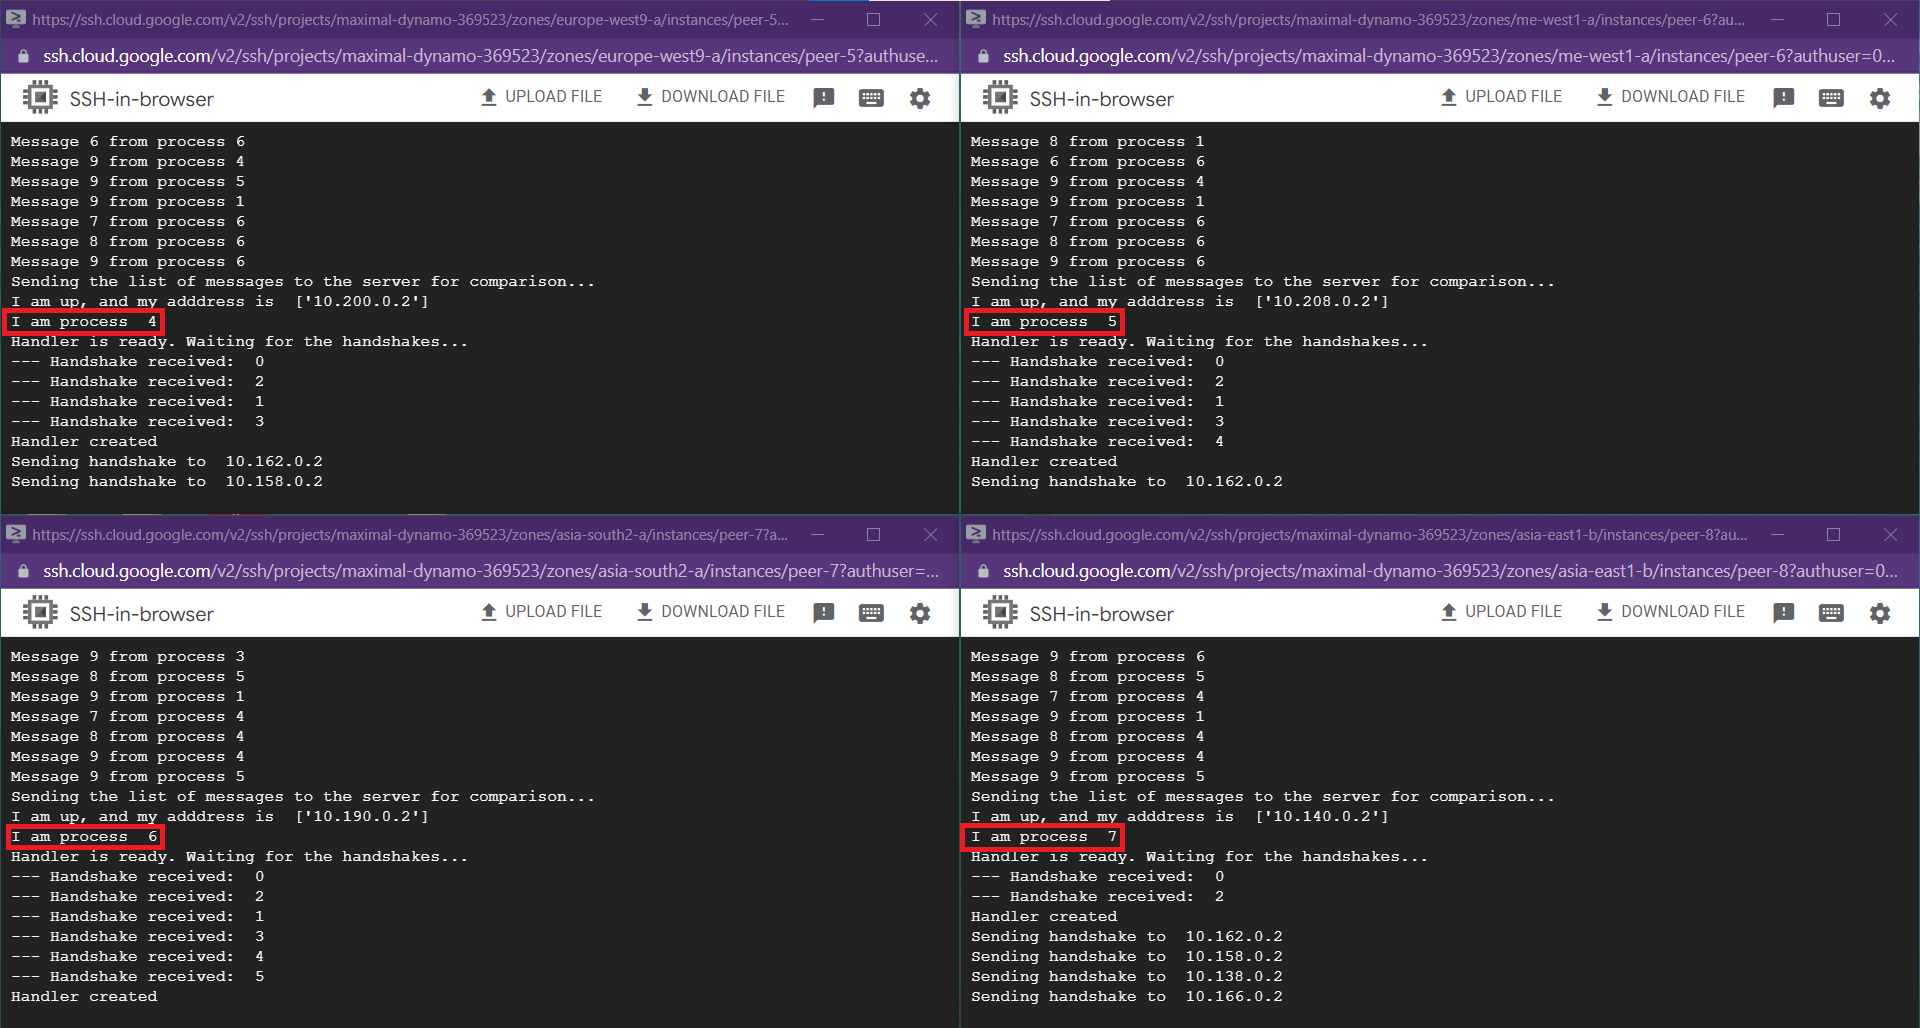 https://ssh.cloud.google.com/v2/ssh/projects/maximal-dynamo-369523/zones/europe-west9-a/instances/peer-5...
ssh.cloud.google.com/v2/ssh/projects/maximal-dynamo-369523/zones/europe-west9-a/instances/peer-5?authuse...
SSH-in-browser
UPLOAD FILE
DOWNLOAD FILE
Message 6 from process 6
Message 9 from process 4
Message 9 from process 5
Message 9 from process 1
Message 7 from process 6
Message 8 from process 6
Message 9 from process 6
Sending the list of messages to the server for comparison...
I am up, and my adddress is  ['10.200.0.2']
I am process  4
Handler is ready. Waiting for the handshakes...
--- Handshake received:  0
--- Handshake received:  2
--- Handshake received:  1
--- Handshake received:  3
Handler created
Sending handshake to  10.162.0.2
Sending handshake to  10.158.0.2
https://ssh.cloud.google.com/v2/ssh/projects/maximal-dynamo-369523/zones/me-west1-a/instances/peer-6?au...
ssh.cloud.google.com/v2/ssh/projects/maximal-dynamo-369523/zones/me-west1-a/instances/peer-6?authuser=0...
SSH-in-browser
UPLOAD FILE
DOWNLOAD FILE
Message 8 from process 1
Message 6 from process 6
Message 9 from process 4
Message 9 from process 1
Message 7 from process 6
Message 8 from process 6
Message 9 from process 6
Sending the list of messages to the server for comparison...
I am up, and my adddress is  ['10.208.0.2']
I am process  5
Handler is ready. Waiting for the handshakes...
--- Handshake received:  0
--- Handshake received:  2
--- Handshake received:  1
--- Handshake received:  3
--- Handshake received:  4
Handler created
Sending handshake to  10.162.0.2
https://ssh.cloud.google.com/v2/ssh/projects/maximal-dynamo-369523/zones/asia-south2-a/instances/peer-7?a...
ssh.cloud.google.com/v2/ssh/projects/maximal-dynamo-369523/zones/asia-south2-a/instances/peer-7?authuser=...
SSH-in-browser
UPLOAD FILE
DOWNLOAD FILE
Message 9 from process 3
Message 8 from process 5
Message 9 from process 1
Message 7 from process 4
Message 8 from process 4
Message 9 from process 4
Message 9 from process 5
Sending the list of messages to the server for comparison...
I am up, and my adddress is  ['10.190.0.2']
I am process  6
Handler is ready. Waiting for the handshakes...
--- Handshake received:  0
--- Handshake received:  2
--- Handshake received:  1
--- Handshake received:  3
--- Handshake received:  4
--- Handshake received:  5
Handler created
https://ssh.cloud.google.com/v2/ssh/projects/maximal-dynamo-369523/zones/asia-east1-b/instances/peer-8?au...
ssh.cloud.google.com/v2/ssh/projects/maximal-dynamo-369523/zones/asia-east1-b/instances/peer-8?authuser=0...
SSH-in-browser
UPLOAD FILE
DOWNLOAD FILE
Message 9 from process 6
Message 8 from process 5
Message 7 from process 4
Message 9 from process 1
Message 8 from process 4
Message 9 from process 4
Message 9 from process 5
Sending the list of messages to the server for comparison...
I am up, and my adddress is  ['10.140.0.2']
I am process  7
Handler is ready. Waiting for the handshakes...
--- Handshake received:  0
--- Handshake received:  2
Handler created
Sending handshake to  10.162.0.2
Sending handshake to  10.158.0.2
Sending handshake to  10.138.0.2
Sending handshake to  10.166.0.2